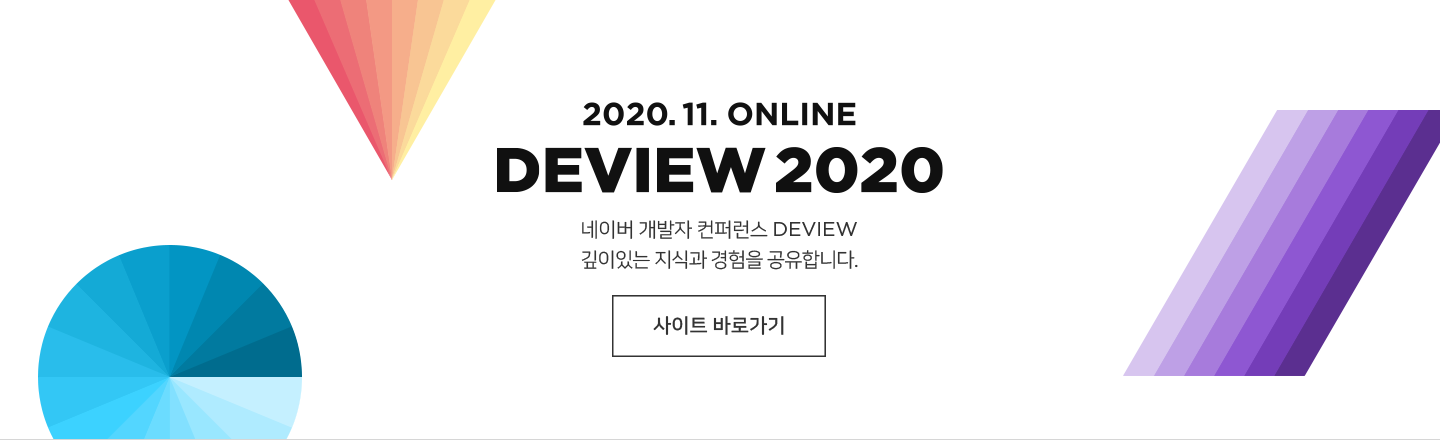 2020. 11. ONLINE
DEVIEW 2020
네이버 개발자 컨퍼런스 DEVIEW
깊이있는 지식과 경험을 공유합니다.
사이트 바로가기